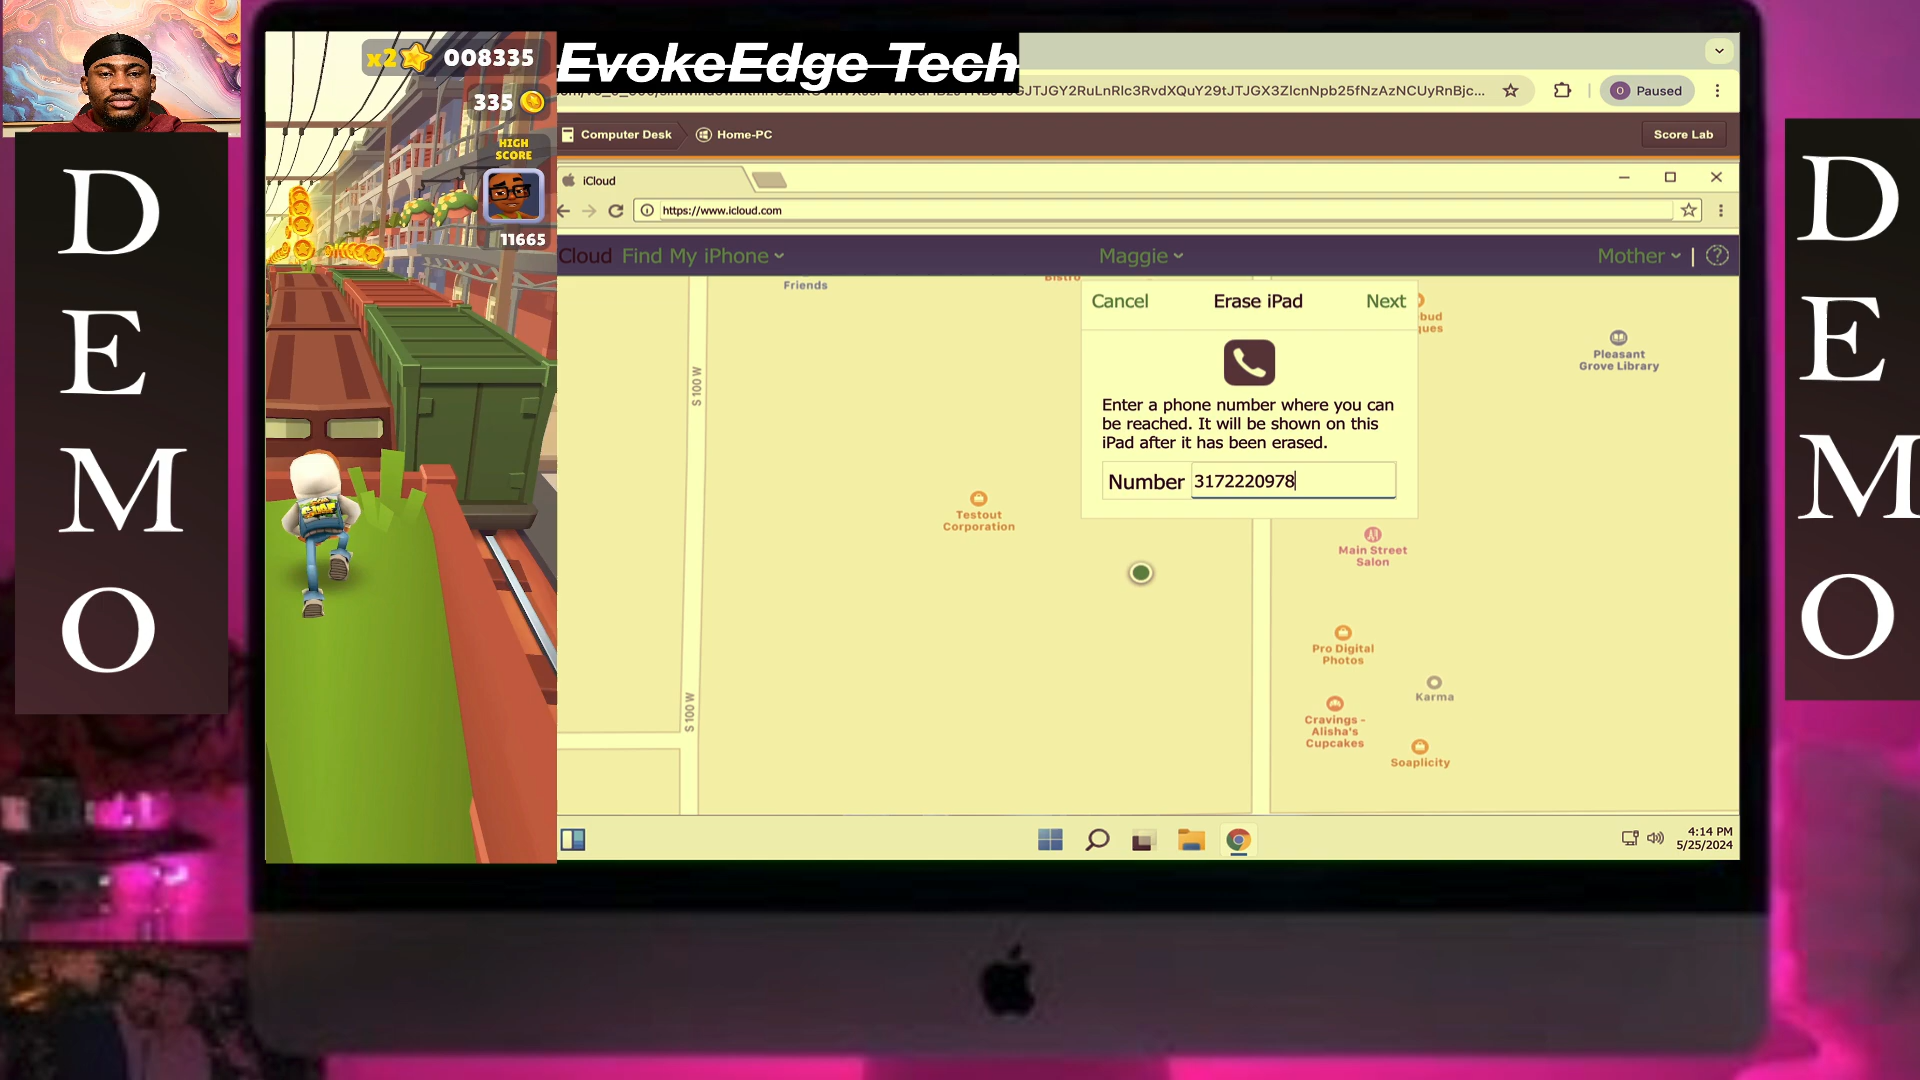 D
E
M
O
x2 008335
335
HIGH
SCORE
11665
EvokeEdge Tech
Paused
Computer Desk
Home-PC
Score Lab
iCloud
https://www.icloud.com
Cloud Find My iPhone
Maggie
Mother
Friends
Cancel
Erase iPad
Next
Enter a phone number where you can
be reached. It will be shown on this
iPad after it has been erased.
Number 3172220978
S 100 W
S 100 W
Testout
Corporation
Pleasant
Grove Library
Main Street
Salon
Pro Digital
Photos
Karma
Cravings -
Alisha's
Cupcakes
Soaplicity
4:14 PM
5/25/2024
D
E
M
O